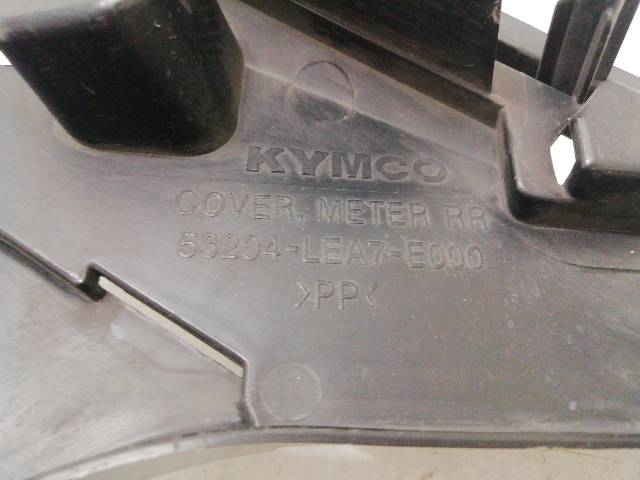 KYMCO
COVER, METER RR
53204-LEA7-E000
>PP<